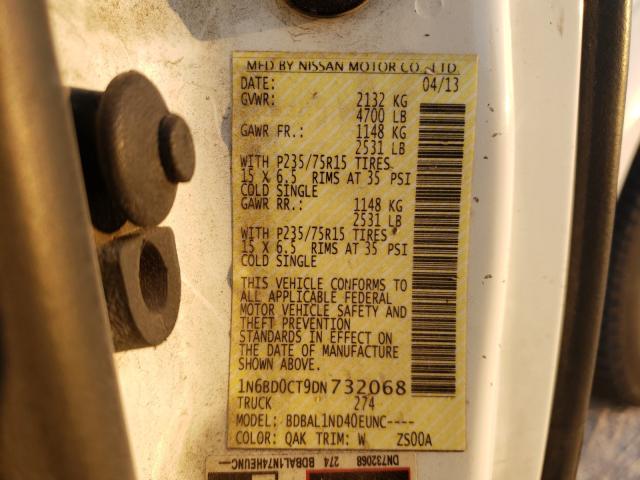 MFD BY NISSAN MOTOR CO., LTD.
DATE: 04/13
GVWR: 2132 KG
4700 LB
GAWR FR.: 1148 KG
2531 LB
WITH P235/75R15 TIRES
15 X 6.5 RIMS AT 35 PSI
COLD SINGLE
GAWR RR.: 1148 KG
2531 LB
WITH P235/75R15 TIRES
15 X 6.5 RIMS AT 35 PSI
COLD SINGLE
THIS VEHICLE CONFORMS TO
ALL APPLICABLE FEDERAL
MOTOR VEHICLE SAFETY AND
THEFT PREVENTION
STANDARDS IN EFFECT ON
THE DATE OF MANUFACTURE
SHOWN ABOVE.
1N6BD0CT9DN732068
TRUCK 274
MODEL: BDBAL1ND40EUNC----
COLOR: QAK TRIM: W ZS00A
DN732068
274 BDBAL1N74HEUNC—